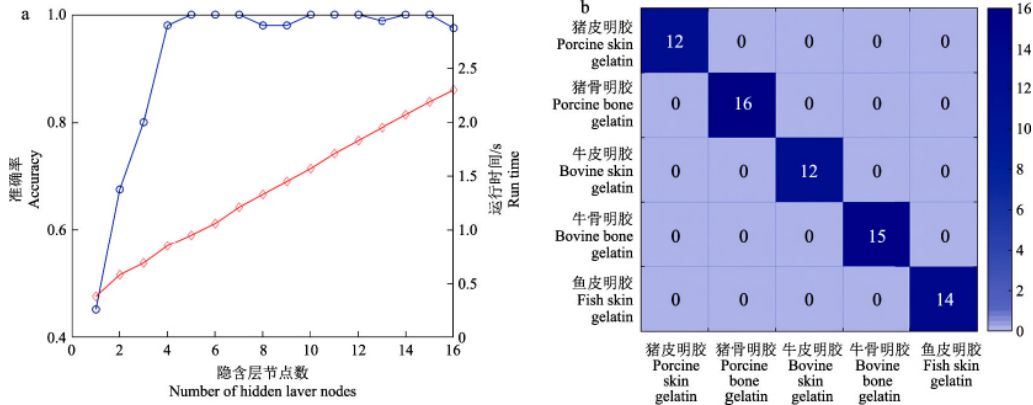 a
1.0
0.8
0.6
0.4
准确率
Accuracy
2.5
2.0
1.5
1.0
0.5
0
运行时间/s
Run time
0 2 4 6 8 10 12 14 16
隐含层节点数
Number of hidden laver nodes
b
猪皮明胶
Porcine skin
gelatin
12 0 0 0 0
猪骨明胶
Porcine bone
gelatin
0 16 0 0 0
牛皮明胶
Bovine skin
gelatin
0 0 12 0 0
牛骨明胶
Bovine bone
gelatin
0 0 0 15 0
鱼皮明胶
Fish skin
gelatin
0 0 0 0 14
猪皮明胶 猪骨明胶 牛皮明胶 牛骨明胶 鱼皮明胶
Porcine Porcine Bovine Bovine Fish skin
skin bone gelatin skin bone gelatin gelatin
gelatin gelatin
16
14
12
10
8
6
4
2
0